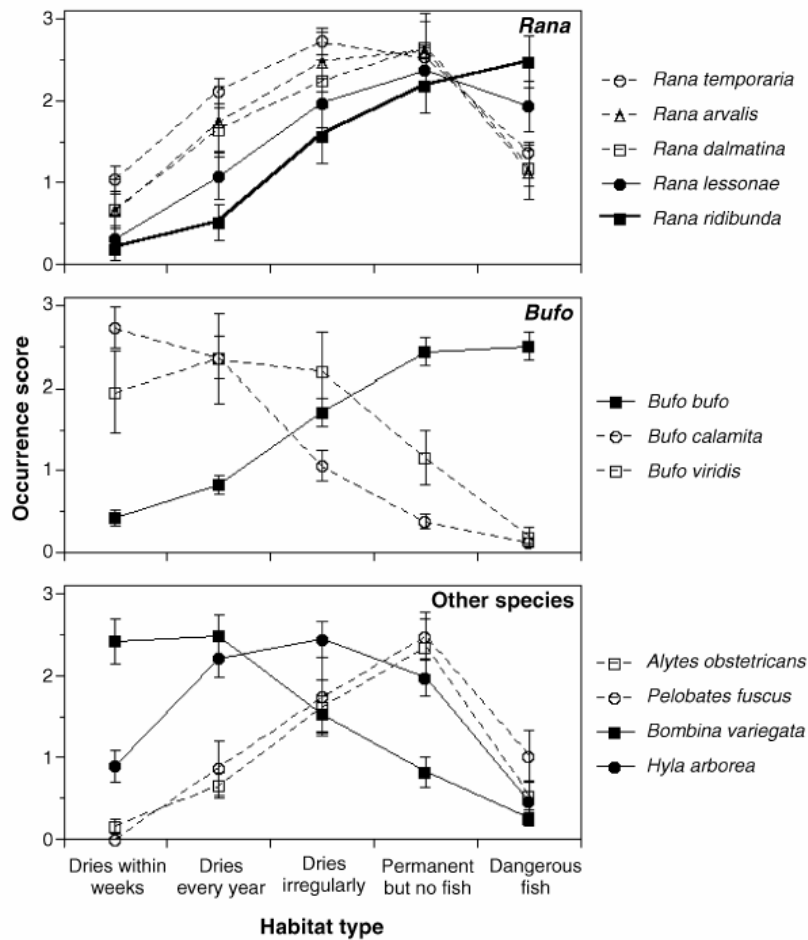 3
2
1
0
Rana
Rana temporaria
Rana arvalis
Rana dalmatina
Rana lessonae
Rana ridibunda
Occurrence score
3
2
1
0
Bufo
Bufo bufo
Bufo calamita
Bufo viridis
3
2
1
0
Other species
Alytes obstetricans
Pelobates fuscus
Bombina variegata
Hyla arborea
Dries within
weeks
Dries
every year
Dries
irregularly
Permanent
but no fish
Dangerous
fish
Habitat type